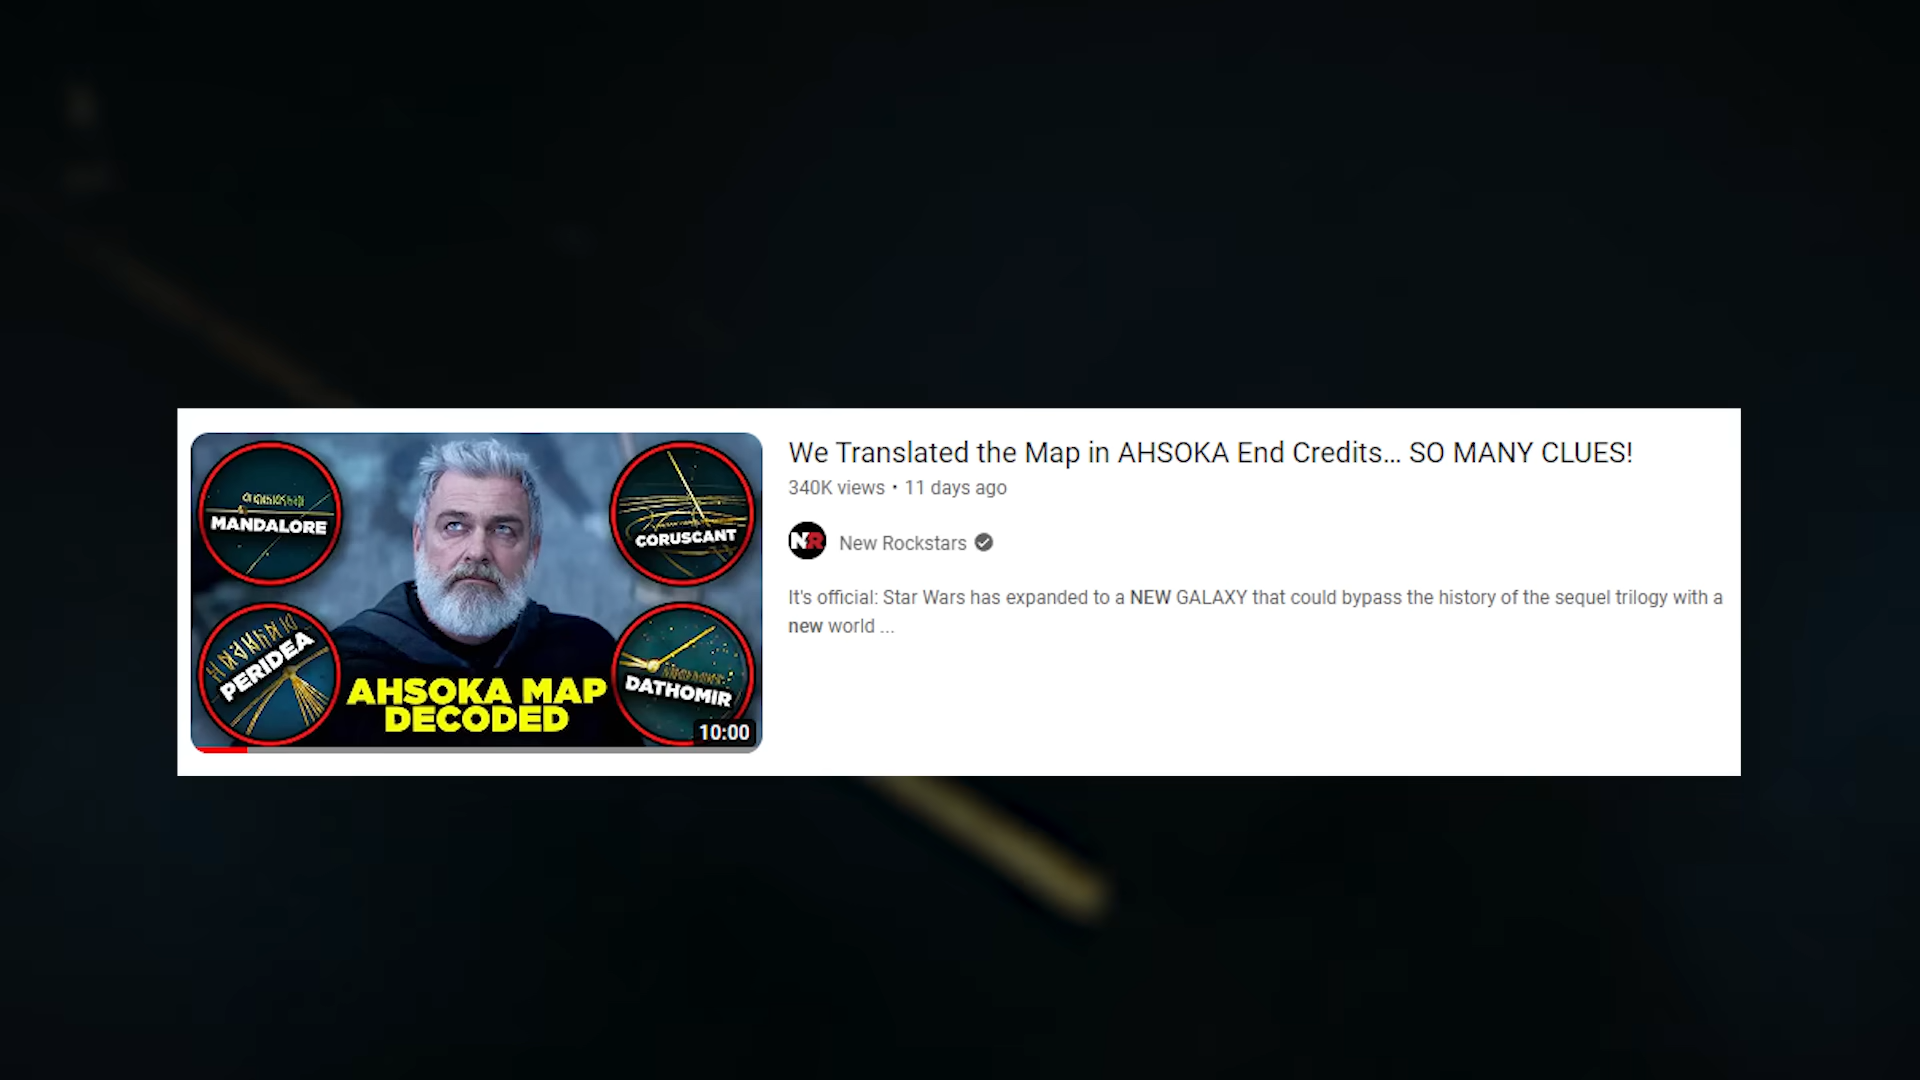 We Translated the Map in AHSOKA End Credits... SO MANY CLUES!
340K views • 11 days ago
NR New Rockstars
It's official: Star Wars has expanded to a NEW GALAXY that could bypass the history of the sequel trilogy with a
new world ...
MANDALORE
CORUSCANT
PERIDEA
DATHOMIR
AHSOKA MAP
DECODED
10:00